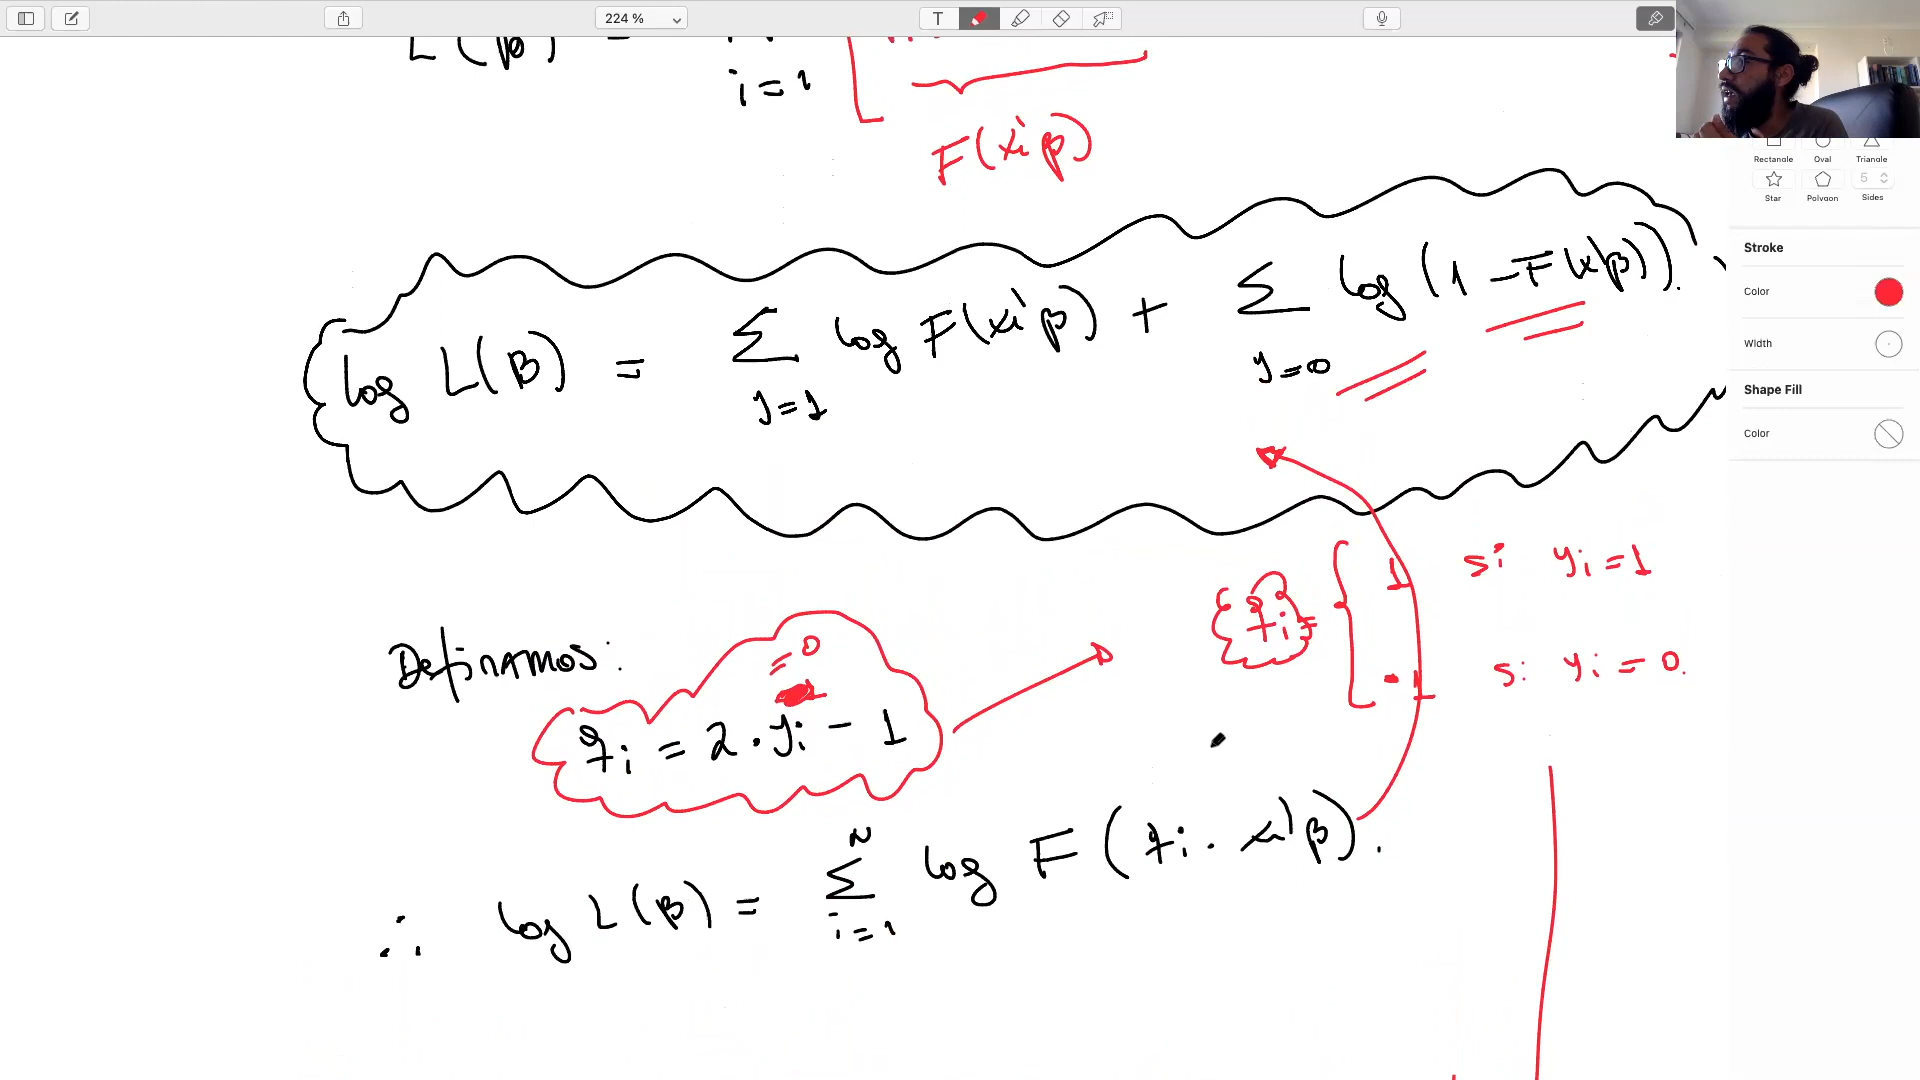 224 %
T
L(β) =
i=1
F(xi'β)
Rectangle Oval Triangle
5
Star Polygon Sides
Stroke
Color
Width
Shape Fill
Color
log L(β) = Σ log F(xi'β) + Σ log (1 - F(x'β)).
y=1 y=0
qi = { 1 si yi=1
-1 si yi=0.
Definamos:
=0
qi = 2·yi - 1
∴ log L(β) = Σ log F(qi · xi'β).
N
i=1